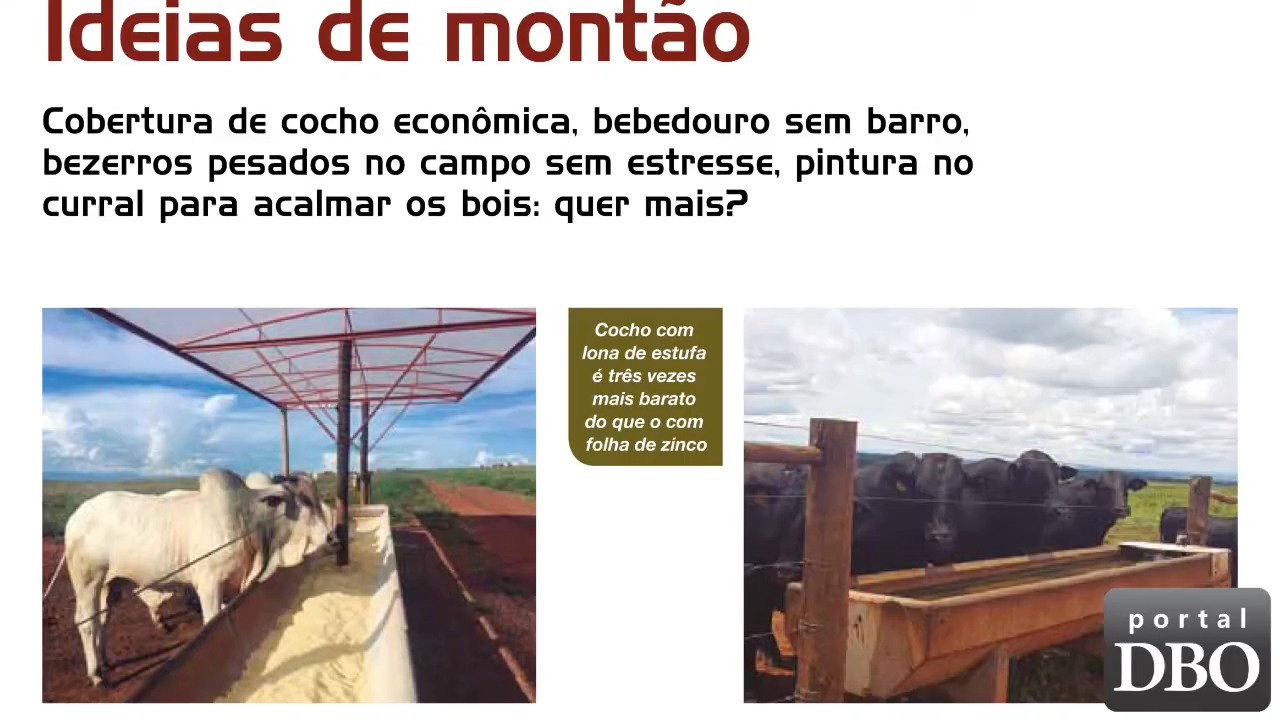 Ideias de montão
Cobertura de cocho econômica, bebedouro sem barro,
bezerros pesados no campo sem estresse, pintura no
curral para acalmar os bois: quer mais?
Cocho com
lona de estufa
é três vezes
mais barato
do que o com
folha de zinco
portal
DBO